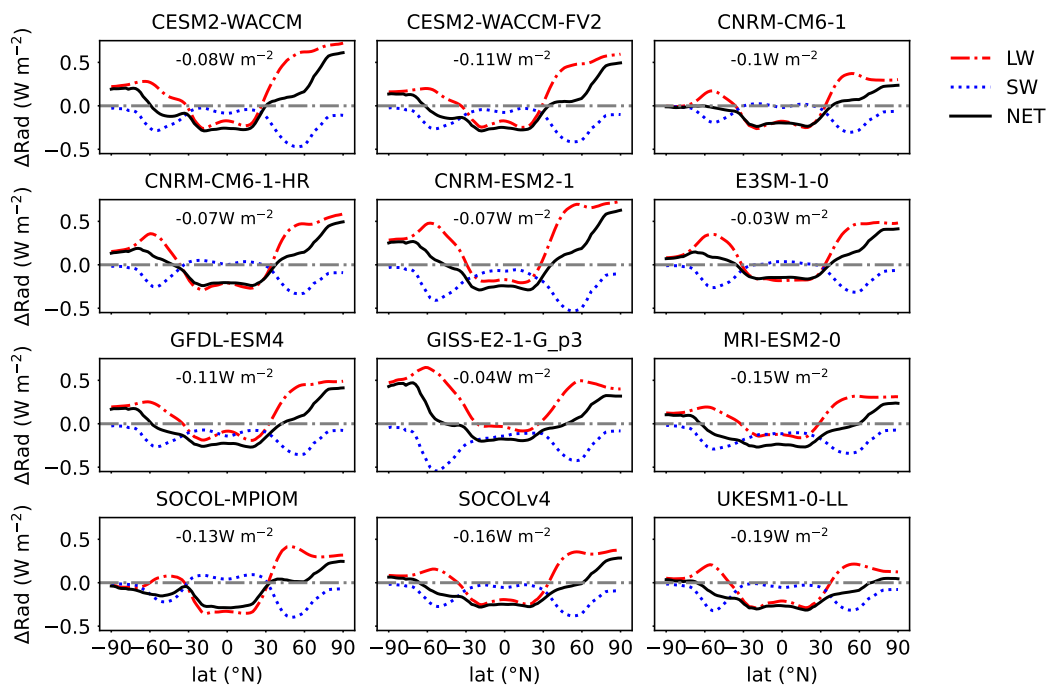 CESM2-WACCM CESM2-WACCM-FV2 CNRM-CM6-1
ΔRad (W m⁻²) 0.5 0.0 −0.5 -0.08W m⁻² -0.11W m⁻² -0.1W m⁻² LW
SW
NET
CNRM-CM6-1-HR CNRM-ESM2-1 E3SM-1-0
ΔRad (W m⁻²) 0.5 0.0 −0.5 -0.07W m⁻² -0.07W m⁻² -0.03W m⁻²
GFDL-ESM4 GISS-E2-1-G_p3 MRI-ESM2-0
ΔRad (W m⁻²) 0.5 0.0 −0.5 -0.11W m⁻² -0.04W m⁻² -0.15W m⁻²
SOCOL-MPIOM SOCOLv4 UKESM1-0-LL
ΔRad (W m⁻²) 0.5 0.0 −0.5 -0.13W m⁻² -0.16W m⁻² -0.19W m⁻²
−90 −60 −30 0 30 60 90 −90 −60 −30 0 30 60 90 −90 −60 −30 0 30 60 90
lat (°N) lat (°N) lat (°N)